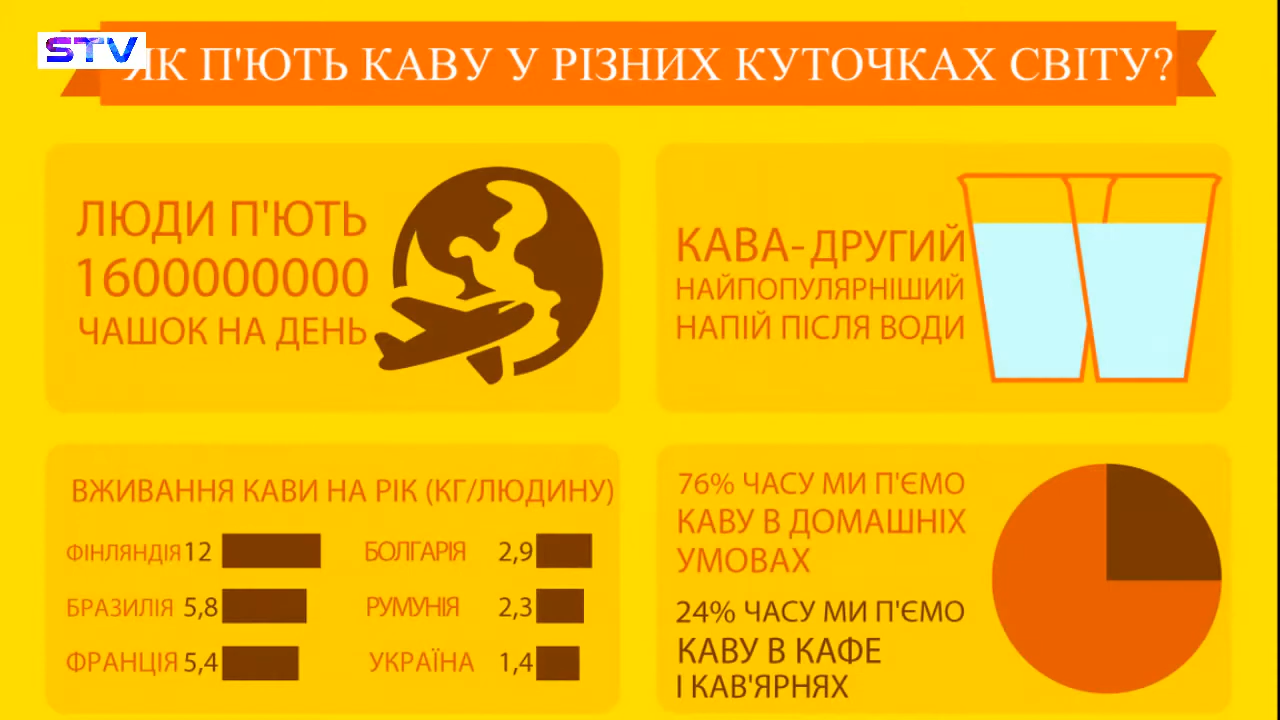 STV
ЯК П'ЮТЬ КАВУ У РІЗНИХ КУТОЧКАХ СВІТУ?
ЛЮДИ П'ЮТЬ
1600000000
ЧАШОК НА ДЕНЬ
КАВА-ДРУГИЙ
НАЙПОПУЛЯРНІШИЙ
НАПІЙ ПІСЛЯ ВОДИ
ВЖИВАННЯ КАВИ НА РІК (КГ/ЛЮДИНУ)
ФІНЛЯНДІЯ 12
БРАЗИЛІЯ 5,8
ФРАНЦІЯ 5,4
БОЛГАРІЯ 2,9
РУМУНІЯ 2,3
УКРАЇНА 1,4
76% ЧАСУ МИ П'ЄМО
КАВУ В ДОМАШНІХ
УМОВАХ
24% ЧАСУ МИ П'ЄМО
КАВУ В КАФЕ
І КАВ'ЯРНЯХ